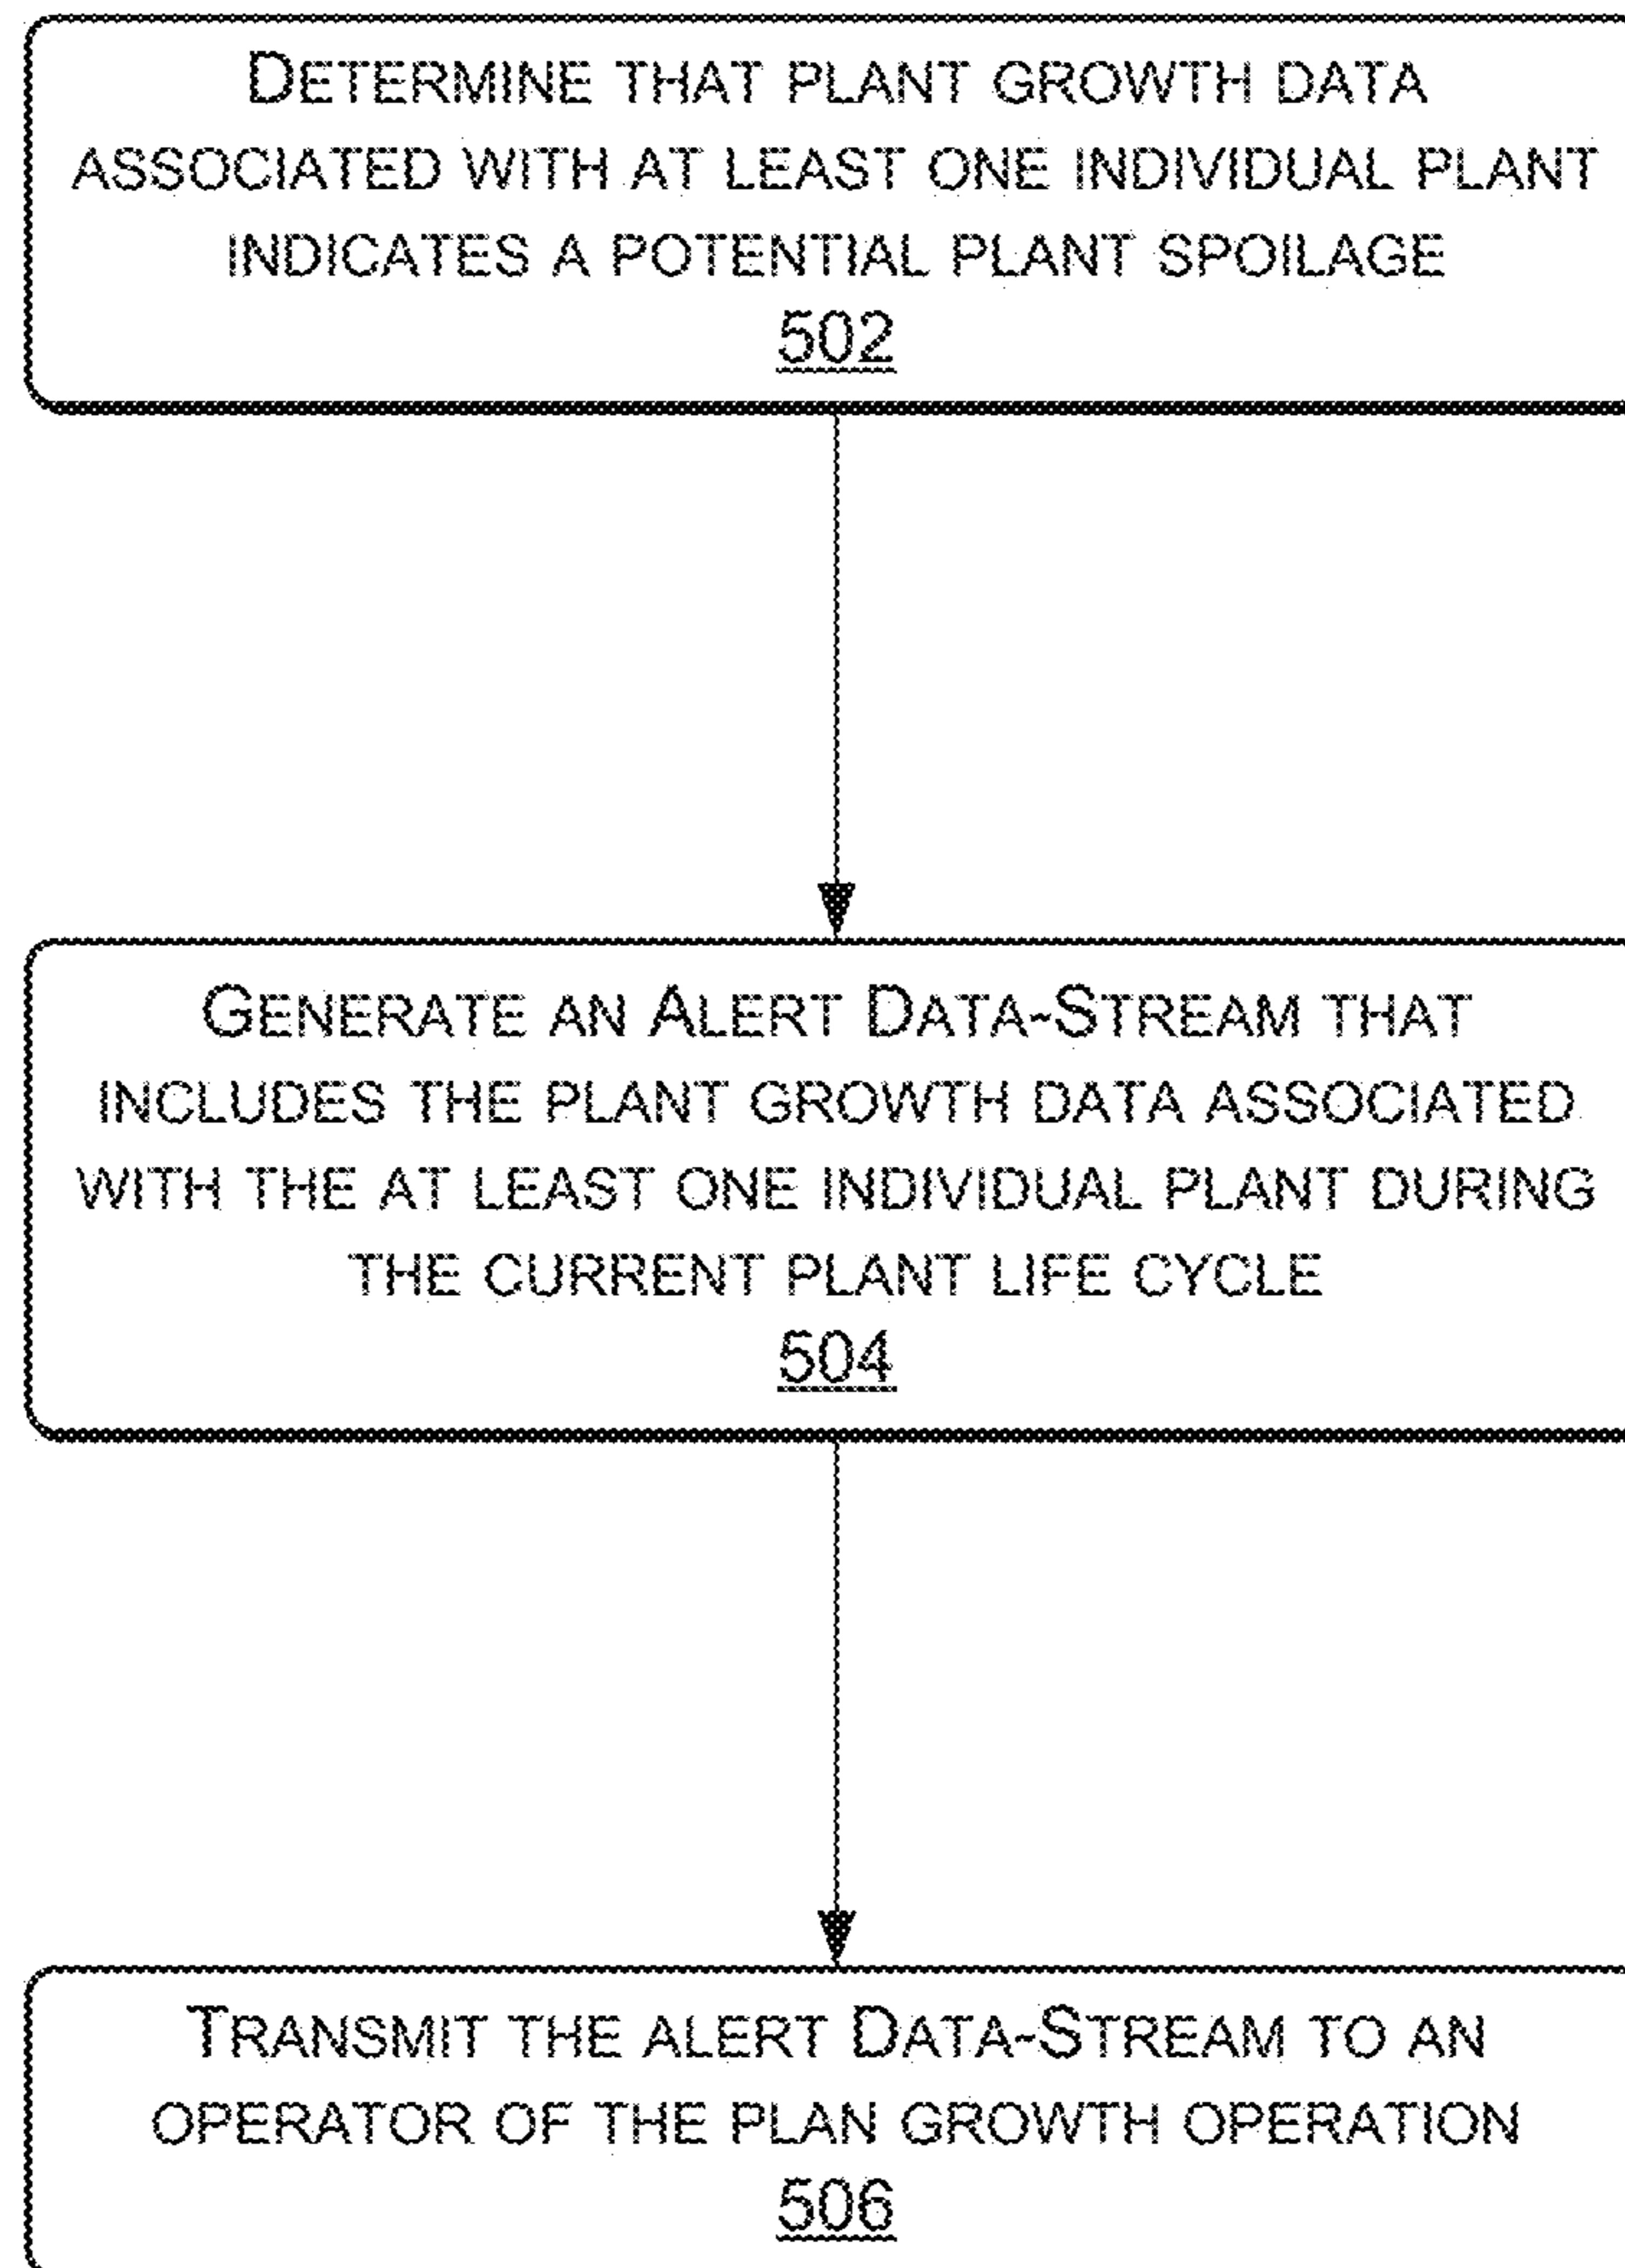 DETERMINE THAT PLANT GROWTH DATA
ASSOCIATED WITH AT LEAST ONE INDIVIDUAL PLANT
INDICATES A POTENTIAL PLANT SPOILAGE
502
GENERATE AN ALERT DATA-STREAM THAT
INCLUDES THE PLANT GROWTH DATA ASSOCIATED
WITH THE AT LEAST ONE INDIVIDUAL PLANT DURING
THE CURRENT PLANT LIFE CYCLE
504
TRANSMIT THE ALERT DATA-STREAM TO AN
OPERATOR OF THE PLAN GROWTH OPERATION
506